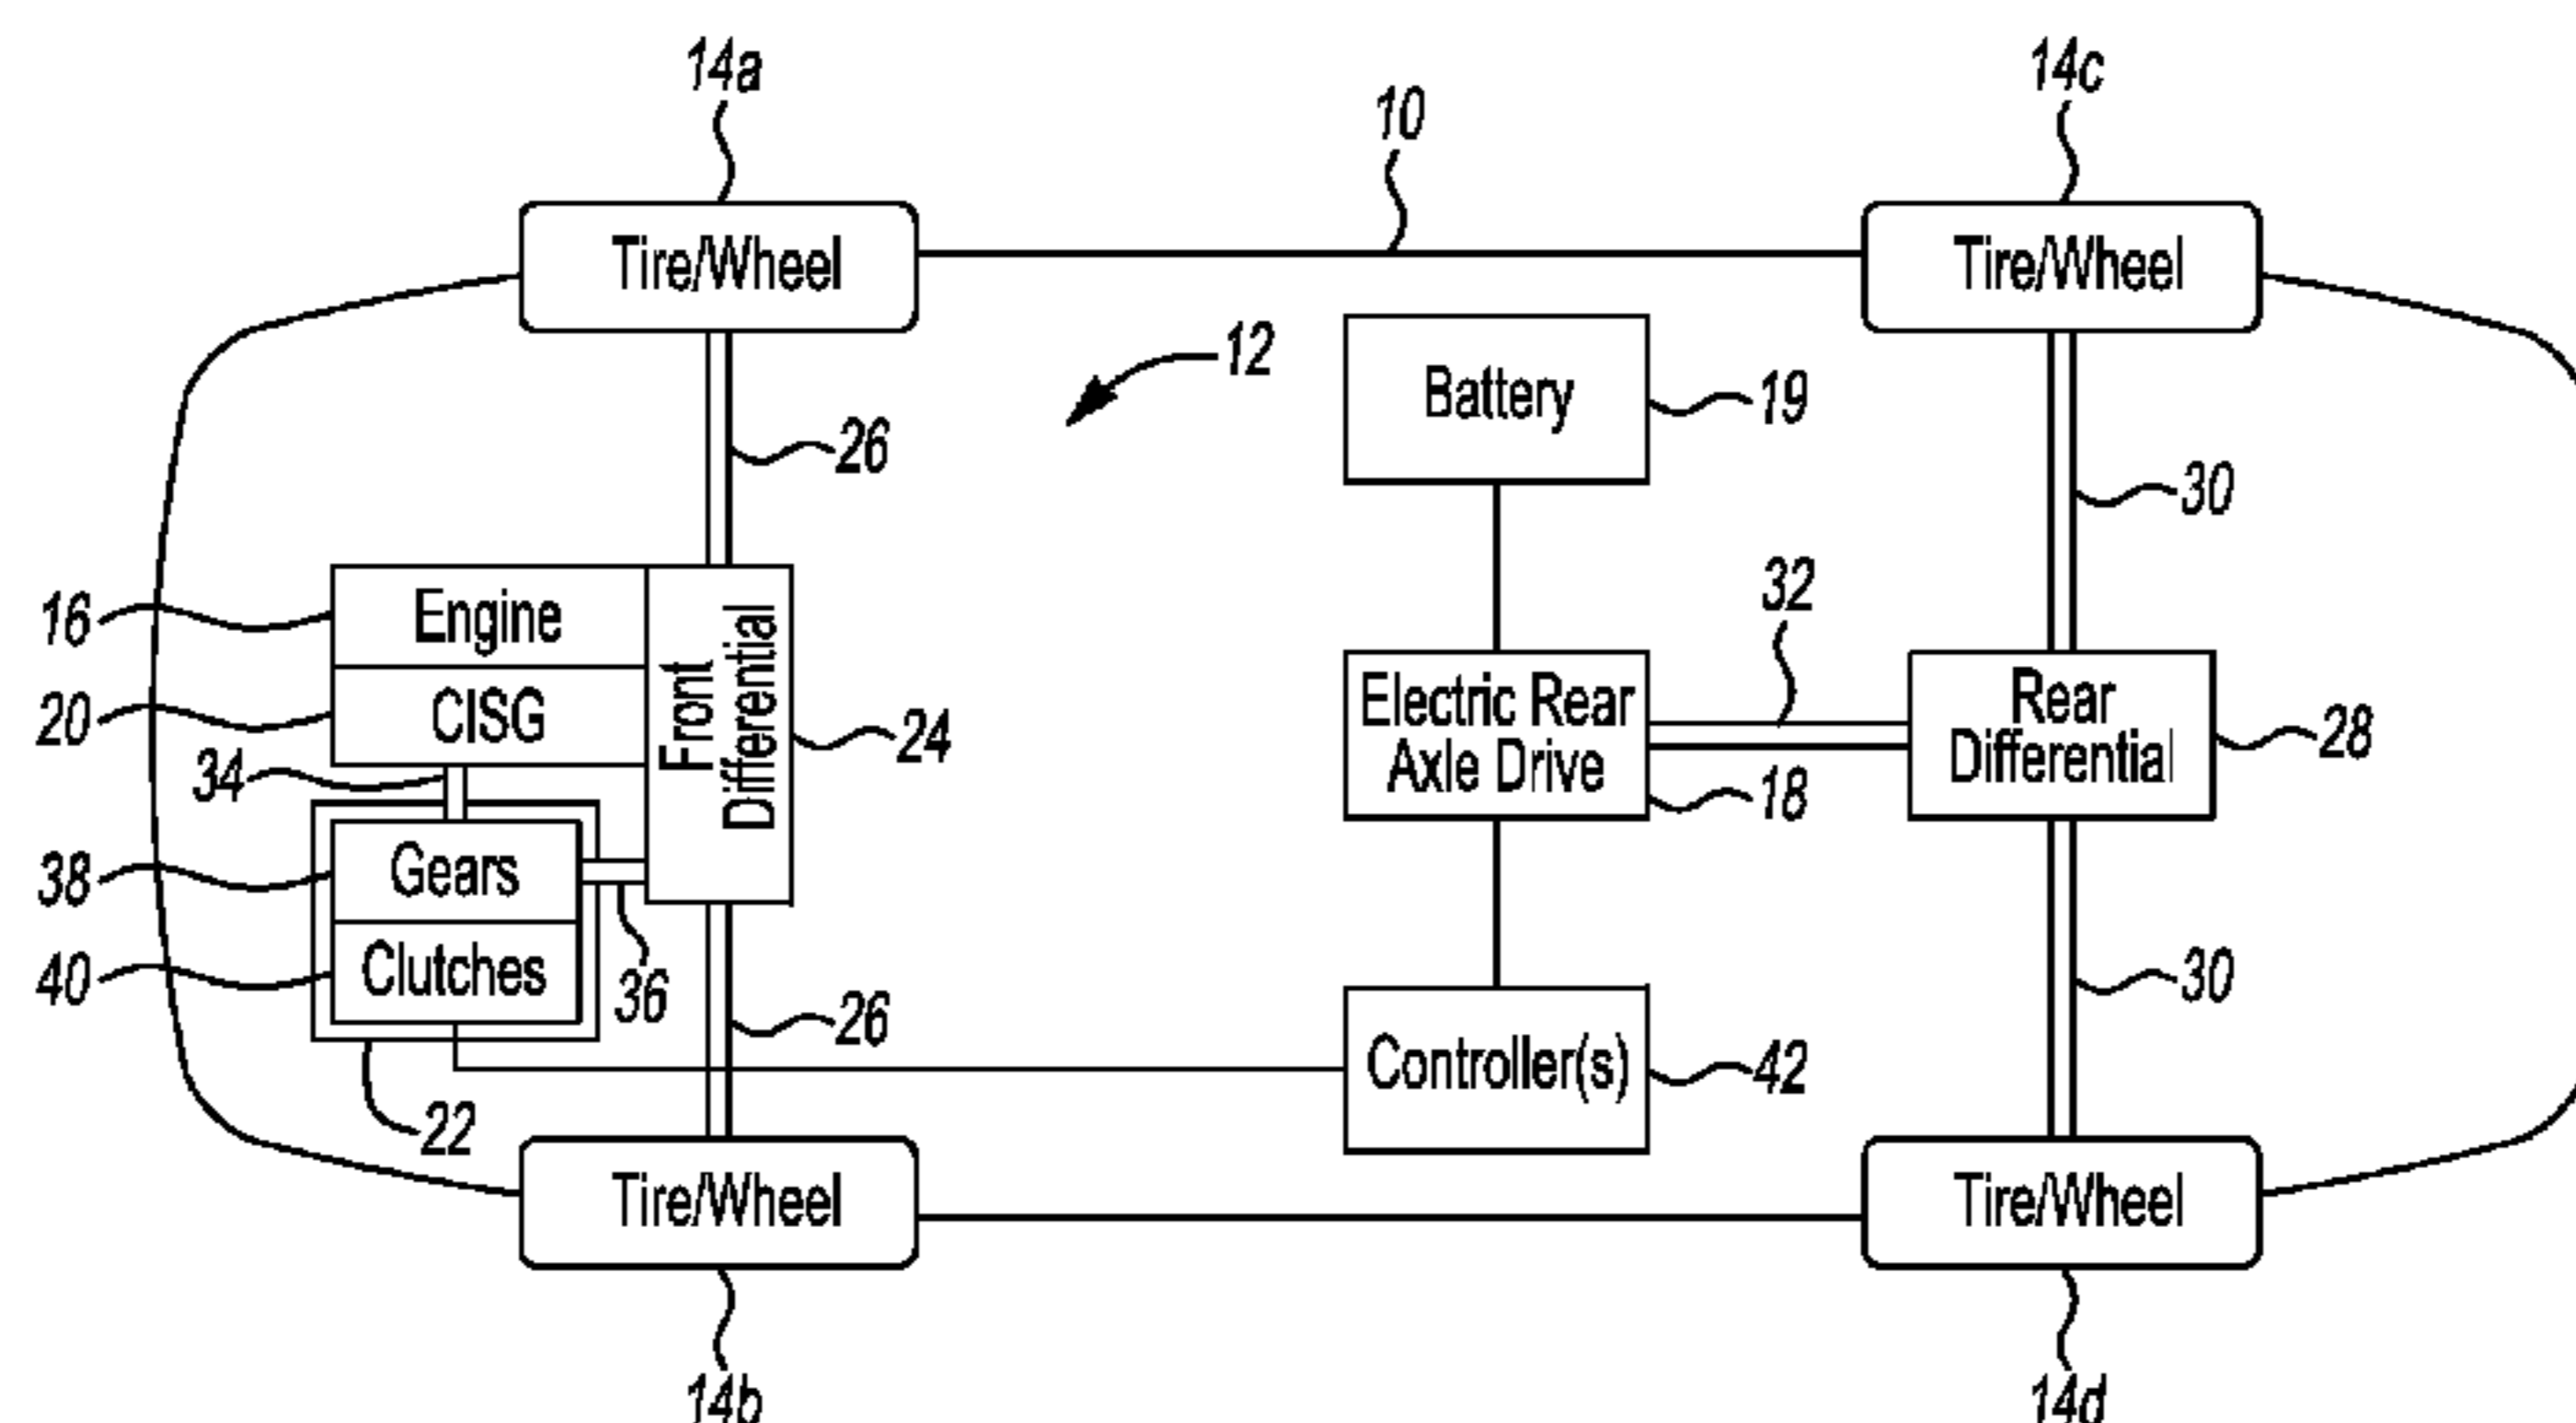 14a
14c
10
Tire/Wheel
Tire/Wheel
12
Battery
19
26
30
32
16
Engine
Front
Differential
Electric Rear
Axle Drive
Rear
Differential
20
CISG
24
28
34
18
38
Gears
40
Clutches
36
30
26
Controller(s)
42
22
Tire/Wheel
Tire/Wheel
14b
14d